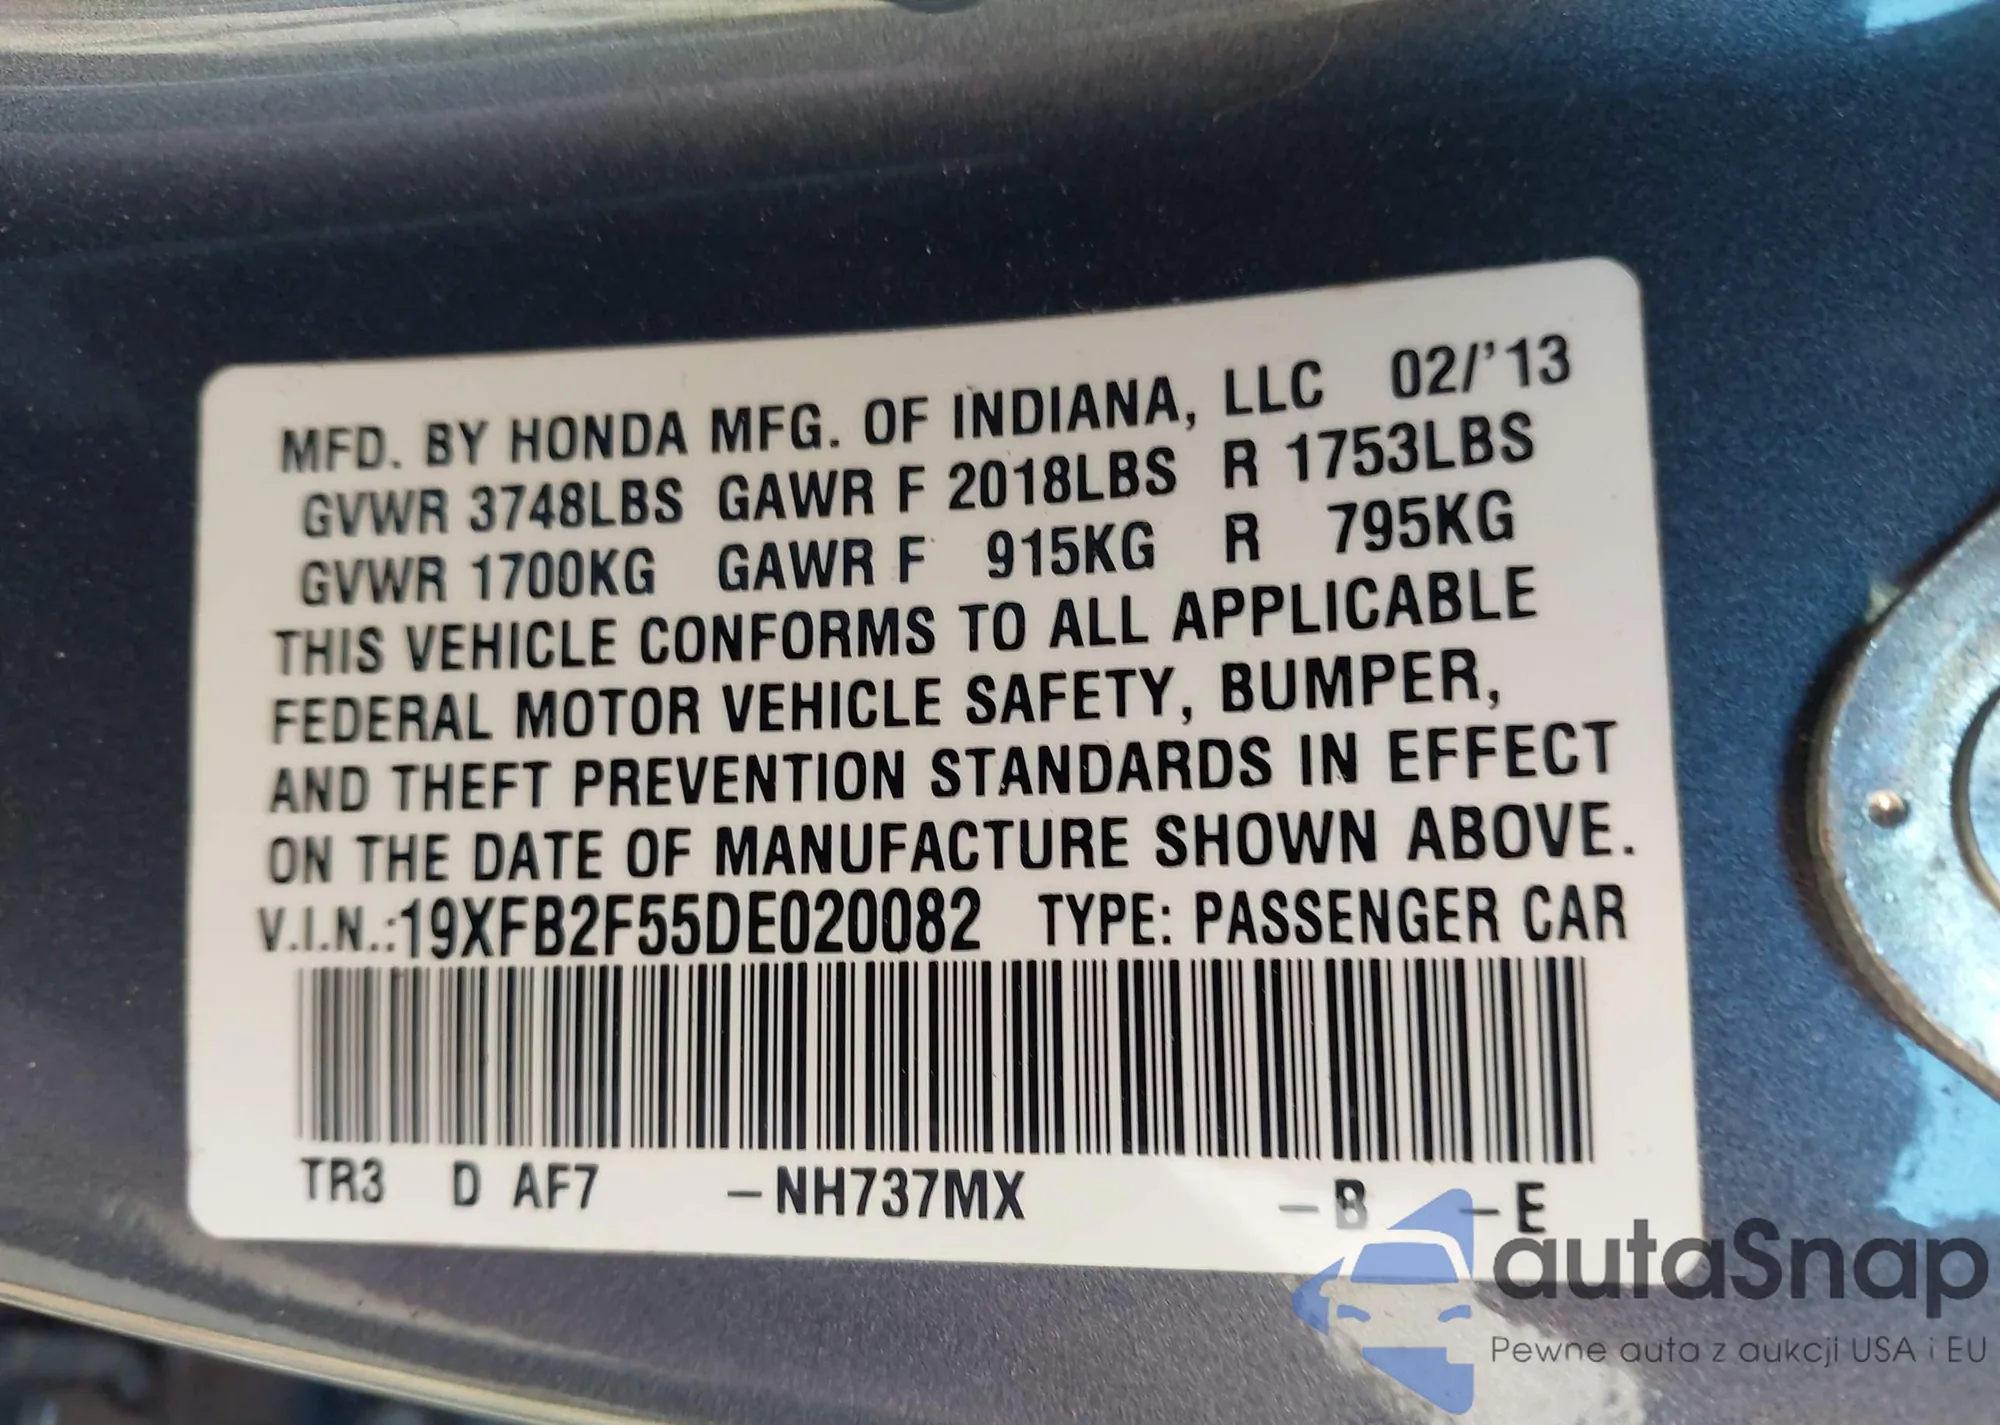 MFD. BY HONDA MFG. OF INDIANA, LLC 02/'13
GVWR 3748LBS GAWR F 2018LBS R 1753LBS
GVWR 1700KG GAWR F 915KG R 795KG
THIS VEHICLE CONFORMS TO ALL APPLICABLE
FEDERAL MOTOR VEHICLE SAFETY, BUMPER,
AND THEFT PREVENTION STANDARDS IN EFFECT
ON THE DATE OF MANUFACTURE SHOWN ABOVE.
V.I.N.:19XFB2F55DE020082 TYPE: PASSENGER CAR
TR3 D AF7 –NH737MX –B –E
autaSnap
Pewne auta z aukcji USA i EU